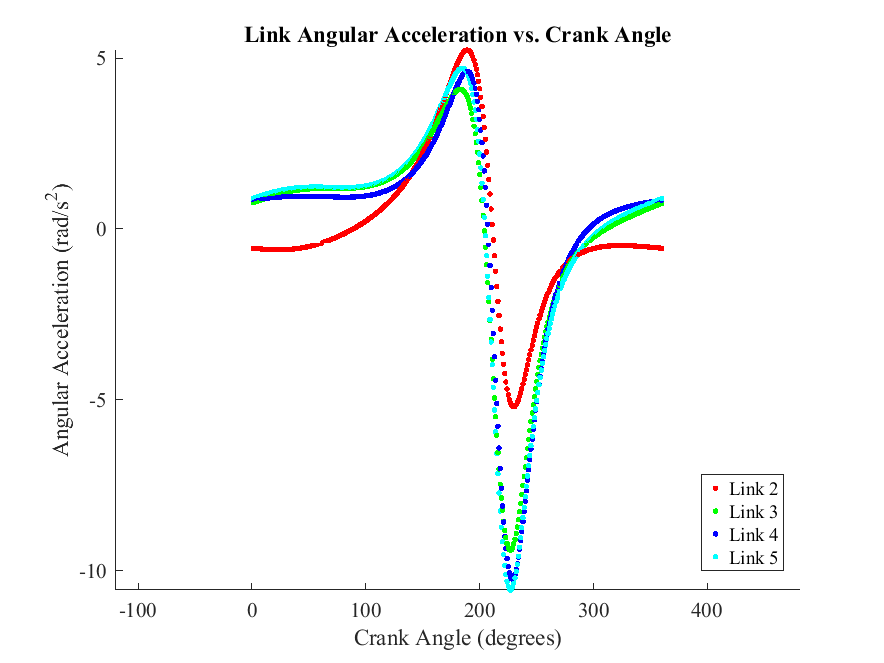 Link Angular Acceleration vs. Crank Angle
5
0
-5
-10
Angular Acceleration (rad/s²)
-100 0 100 200 300 400
Crank Angle (degrees)
Link 2
Link 3
Link 4
Link 5